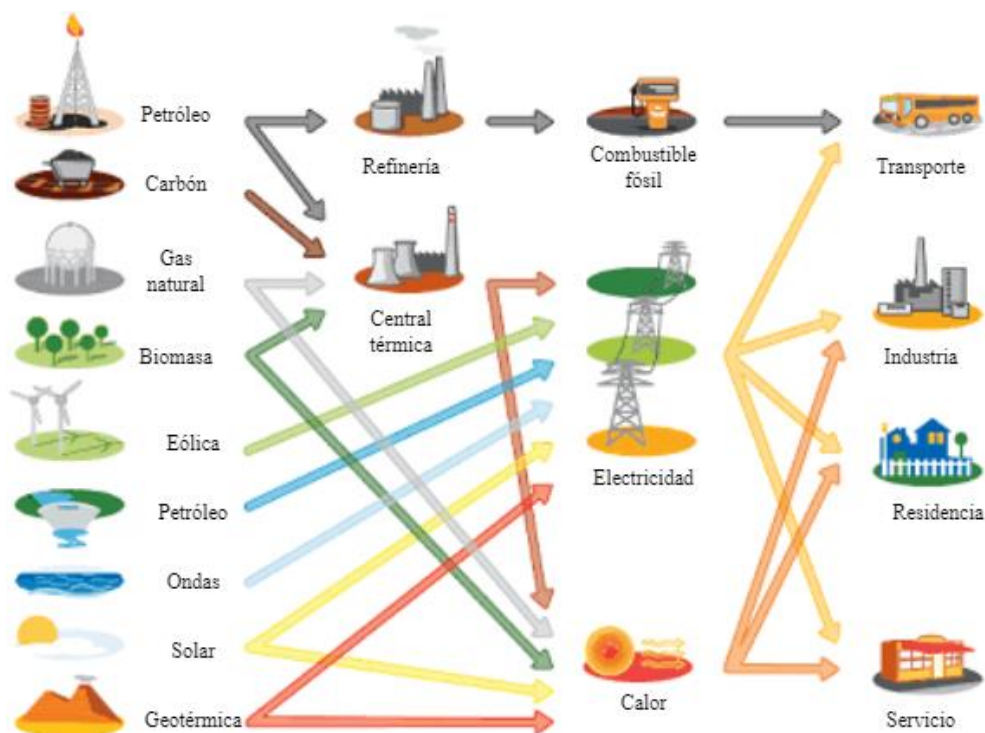 Petróleo
Refinería
Combustible
fósil
Transporte
Carbón
Gas
natural
Central
térmica
Biomasa
Industria
Eólica
Electricidad
Petróleo
Residencia
Ondas
Solar
Calor
Geotérmica
Servicio